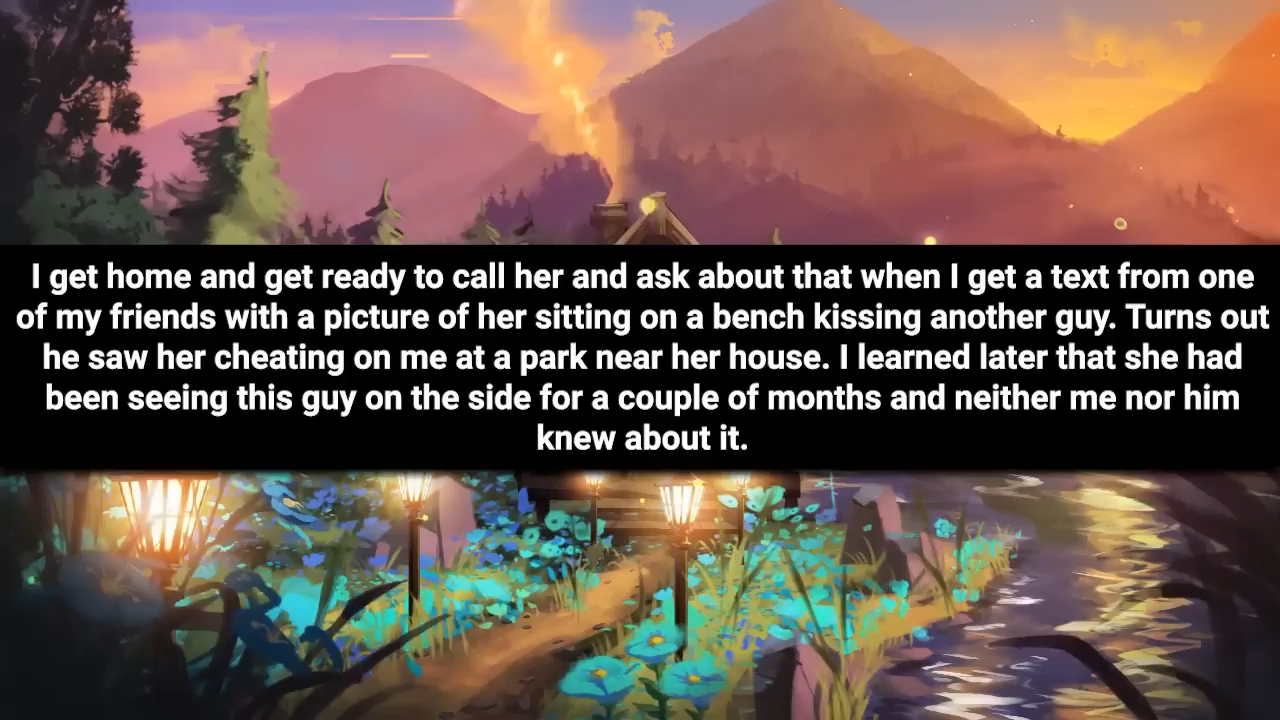 I get home and get ready to call her and ask about that when I get a text from one
of my friends with a picture of her sitting on a bench kissing another guy. Turns out
he saw her cheating on me at a park near her house. I learned later that she had
been seeing this guy on the side for a couple of months and neither me nor him
knew about it.